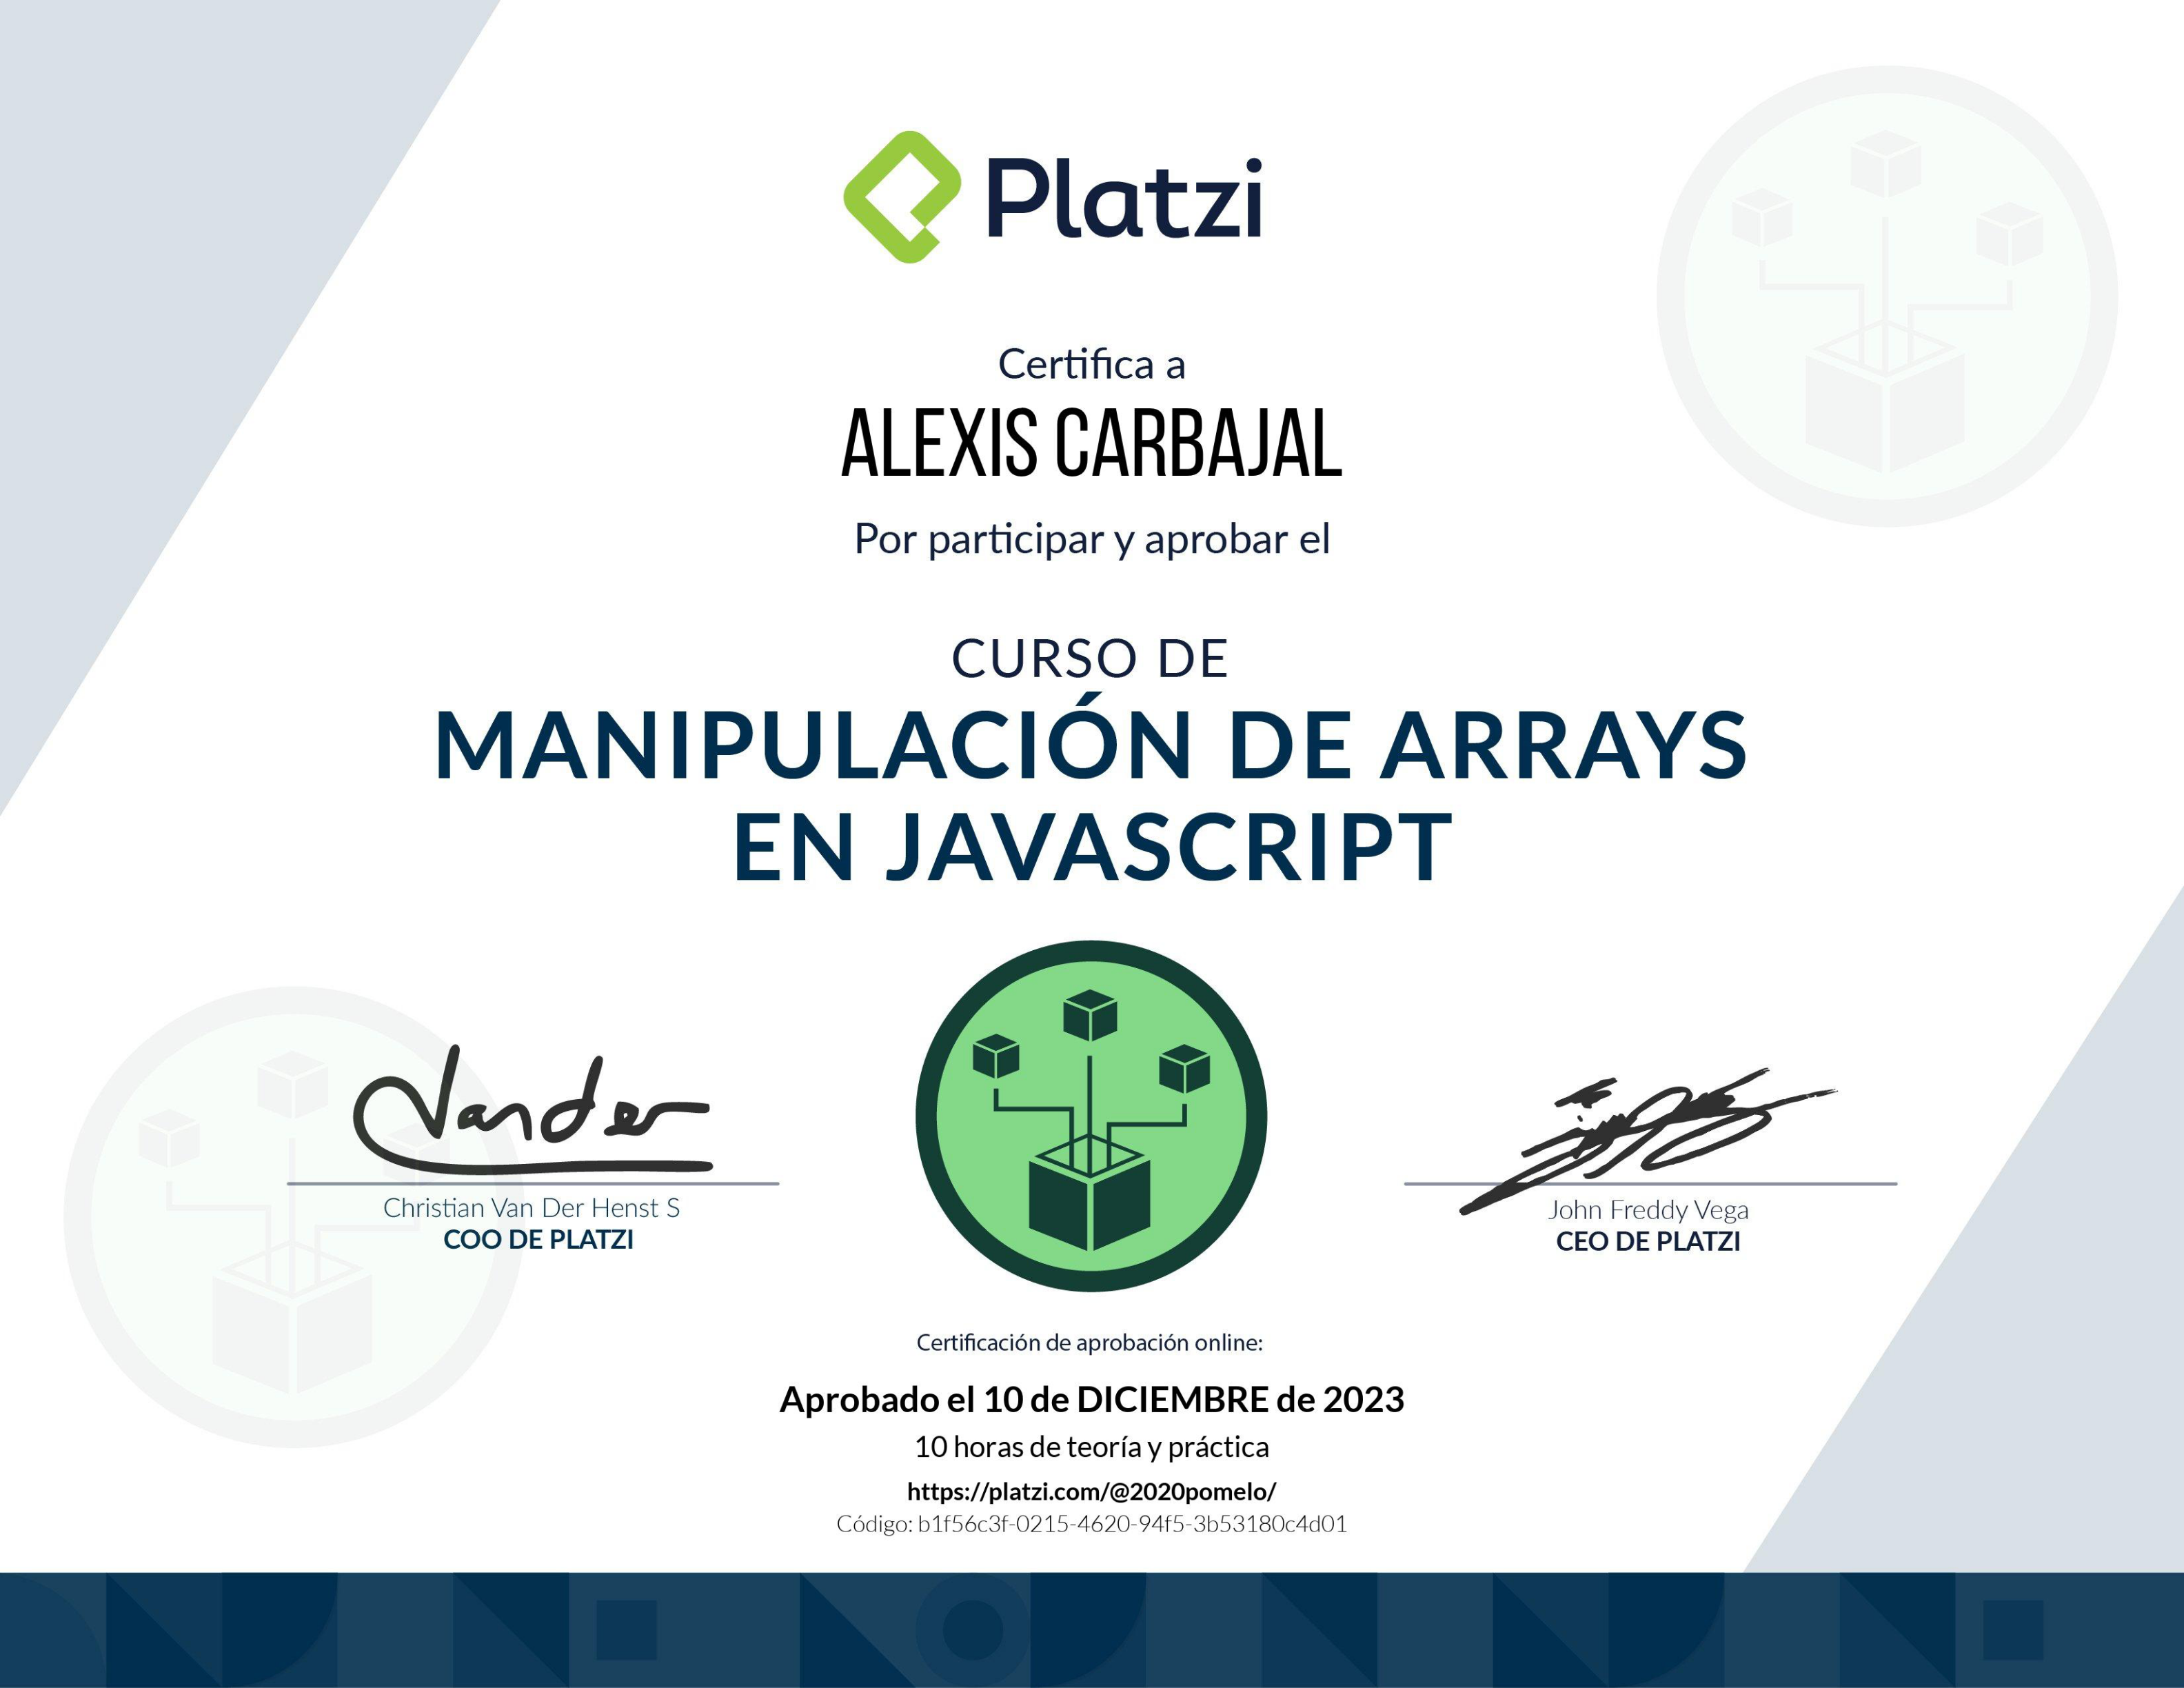 Platzi
Certifica a
ALEXIS CARBAJAL
Por participar y aprobar el
CURSO DE
MANIPULACIÓN DE ARRAYS
EN JAVASCRIPT
Vander
Christian Van Der Henst S
COO DE PLATZI
John Freddy Vega
CEO DE PLATZI
Certificación de aprobación online:
Aprobado el 10 de DICIEMBRE de 2023
10 horas de teoría y práctica
https://platzi.com/@2020pomelo/
Código: b1f56c3f-0215-4620-94f5-3b53180c4d01